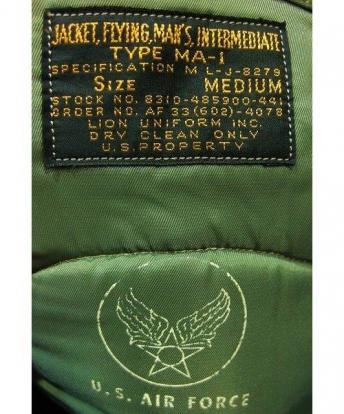 JACKET, FLYING, MAN'S, INTERMEDIATE
TYPE MA-1
SPECIFICATION M L-J-8279
SIZE MEDIUM
STOCK NO. 8310-485900-441
ORDER NO. AF 33(602)-4078
LION UNIFORM INC.
DRY CLEAN ONLY
U.S. PROPERTY
U.S. AIR FORCE